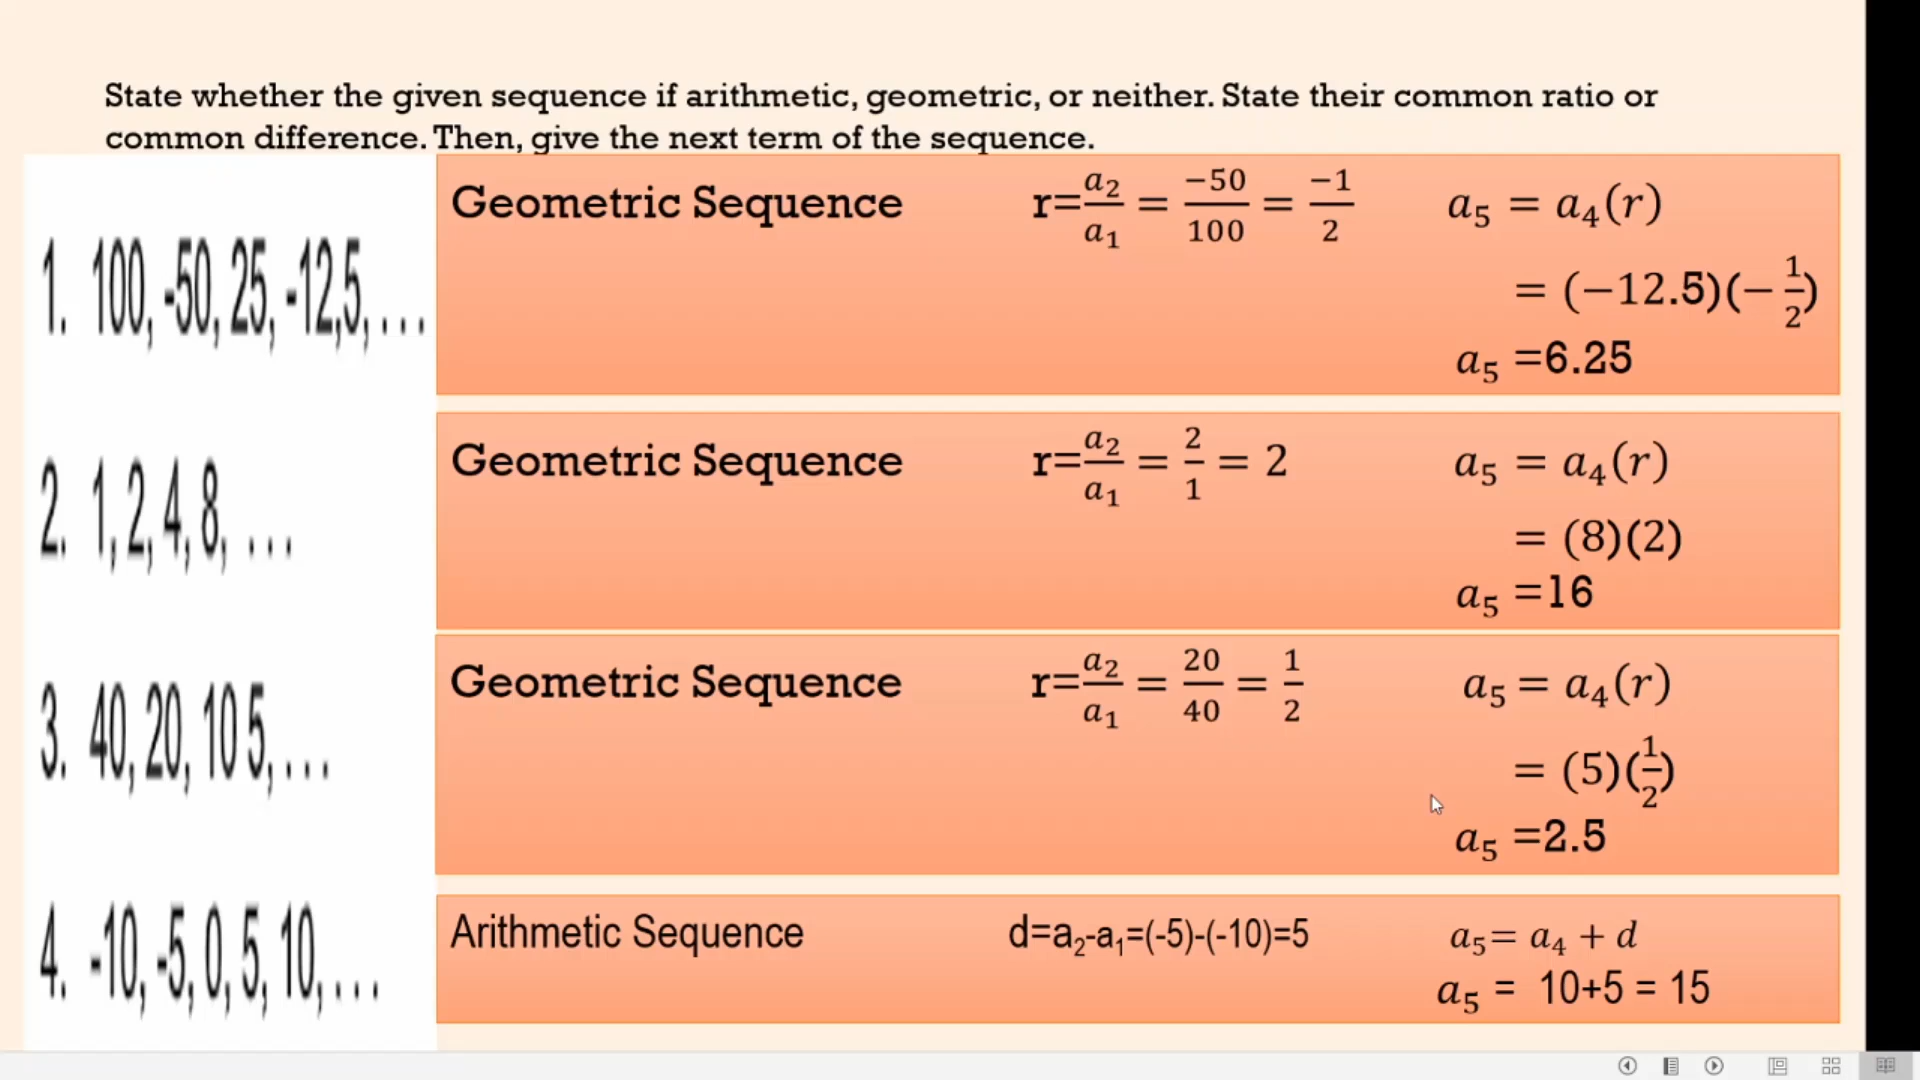 State whether the given sequence if arithmetic, geometric, or neither. State their common ratio or
common difference. Then, give the next term of the sequence.
1. 100, -50, 25, -12,5, . . .
Geometric Sequence r=a₂/a₁ = −50/100 = −1/2 a₅ = a₄(r)
= (−12.5)(− 1/2)
a₅ =6.25
2. 1, 2, 4, 8, . . .
Geometric Sequence r=a₂/a₁ = 2/1 = 2 a₅ = a₄(r)
= (8)(2)
a₅ =16
3. 40, 20, 10 5, . . .
Geometric Sequence r=a₂/a₁ = 20/40 = 1/2 a₅ = a₄(r)
= (5)(1/2)
a₅ =2.5
4. -10, -5, 0, 5, 10, . . .
Arithmetic Sequence d=a₂-a₁=(-5)-(-10)=5 a₅= a₄ + d
a₅ = 10+5 = 15